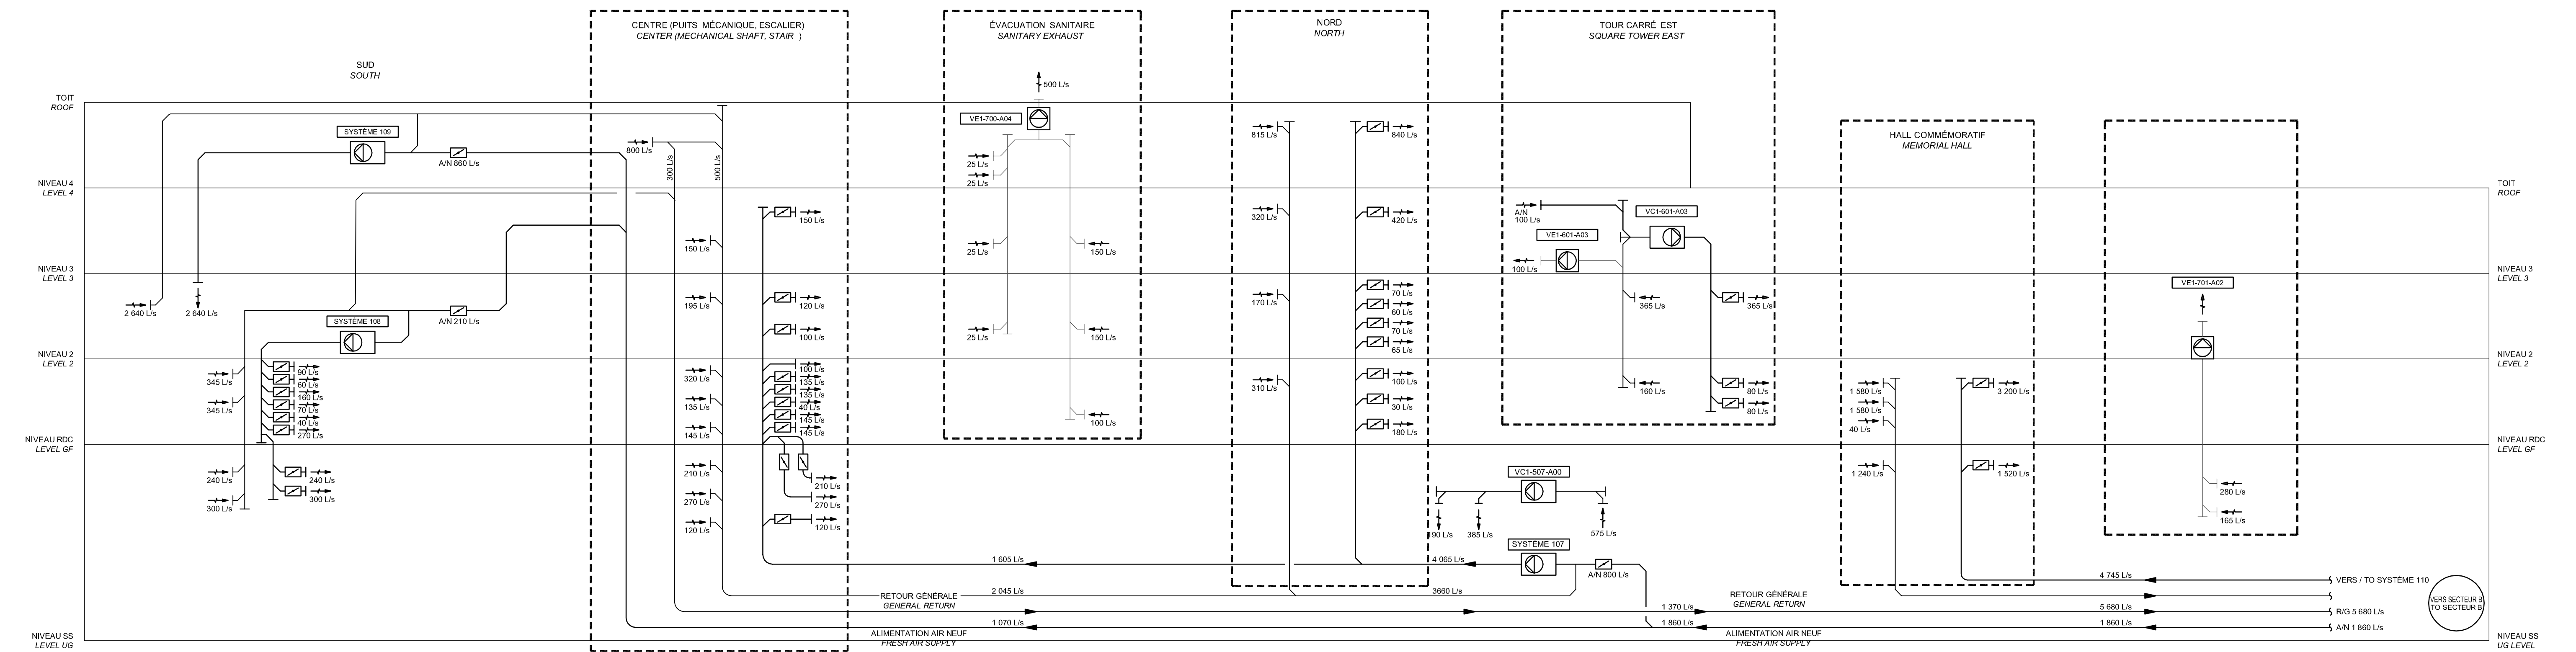 SUD
SOUTH
TOIT
ROOF
NIVEAU 4
LEVEL 4
NIVEAU 3
LEVEL 3
NIVEAU 2
LEVEL 2
NIVEAU RDC
LEVEL GF
NIVEAU SS
LEVEL UG
SYSTÈME 109
A/N 860 L/s
2 640 L/s
2 640 L/s
SYSTÈME 108
A/N 210 L/s
345 L/s
345 L/s
240 L/s
300 L/s
90 L/s
60 L/s
160 L/s
70 L/s
40 L/s
270 L/s
240 L/s
300 L/s
CENTRE (PUITS MÉCANIQUE, ESCALIER)
CENTER (MECHANICAL SHAFT, STAIR )
800 L/s
300 L/s
500 L/s
150 L/s
195 L/s
320 L/s
135 L/s
145 L/s
210 L/s
270 L/s
120 L/s
150 L/s
120 L/s
100 L/s
100 L/s
135 L/s
135 L/s
40 L/s
145 L/s
145 L/s
210 L/s
270 L/s
120 L/s
ÉVACUATION SANITAIRE
SANITARY EXHAUST
500 L/s
VE1-700-A04
25 L/s
25 L/s
25 L/s
25 L/s
150 L/s
150 L/s
100 L/s
NORD
NORTH
815 L/s
320 L/s
170 L/s
310 L/s
840 L/s
420 L/s
70 L/s
60 L/s
70 L/s
65 L/s
100 L/s
30 L/s
180 L/s
TOUR CARRÉ EST
SQUARE TOWER EAST
A/N
100 L/s
VC1-601-A03
VE1-601-A03
100 L/s
365 L/s
160 L/s
365 L/s
80 L/s
80 L/s
VC1-507-A00
190 L/s
385 L/s
575 L/s
SYSTÈME 107
A/N 800 L/s
HALL COMMÉMORATIF
MEMORIAL HALL
1 580 L/s
1 580 L/s
40 L/s
1 240 L/s
3 200 L/s
1 520 L/s
VE1-701-A02
280 L/s
165 L/s
TOIT
ROOF
NIVEAU 3
LEVEL 3
NIVEAU 2
LEVEL 2
NIVEAU RDC
LEVEL GF
NIVEAU SS
UG LEVEL
1 605 L/s
4 065 L/s
4 745 L/s
VERS / TO SYSTÈME 110
RETOUR GÉNÉRALE
GENERAL RETURN
2 045 L/s
3660 L/s
RETOUR GÉNÉRALE
GENERAL RETURN
1 370 L/s
5 680 L/s
R/G 5 680 L/s
1 070 L/s
1 860 L/s
1 860 L/s
A/N 1 860 L/s
ALIMENTATION AIR NEUF
FRESH AIR SUPPLY
ALIMENTATION AIR NEUF
FRESH AIR SUPPLY
VERS SECTEUR B
TO SECTEUR B